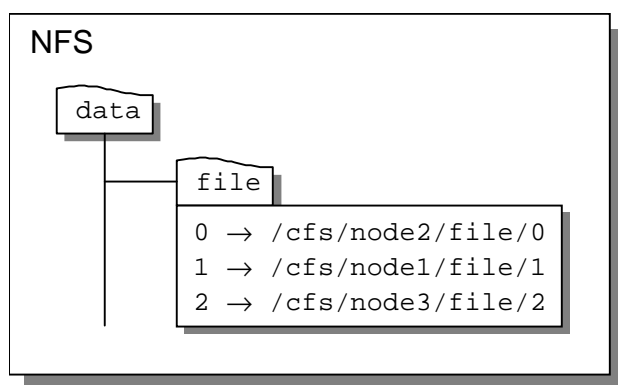 NFS
data
file
0 → /cfs/node2/file/0
1 → /cfs/node1/file/1
2 → /cfs/node3/file/2